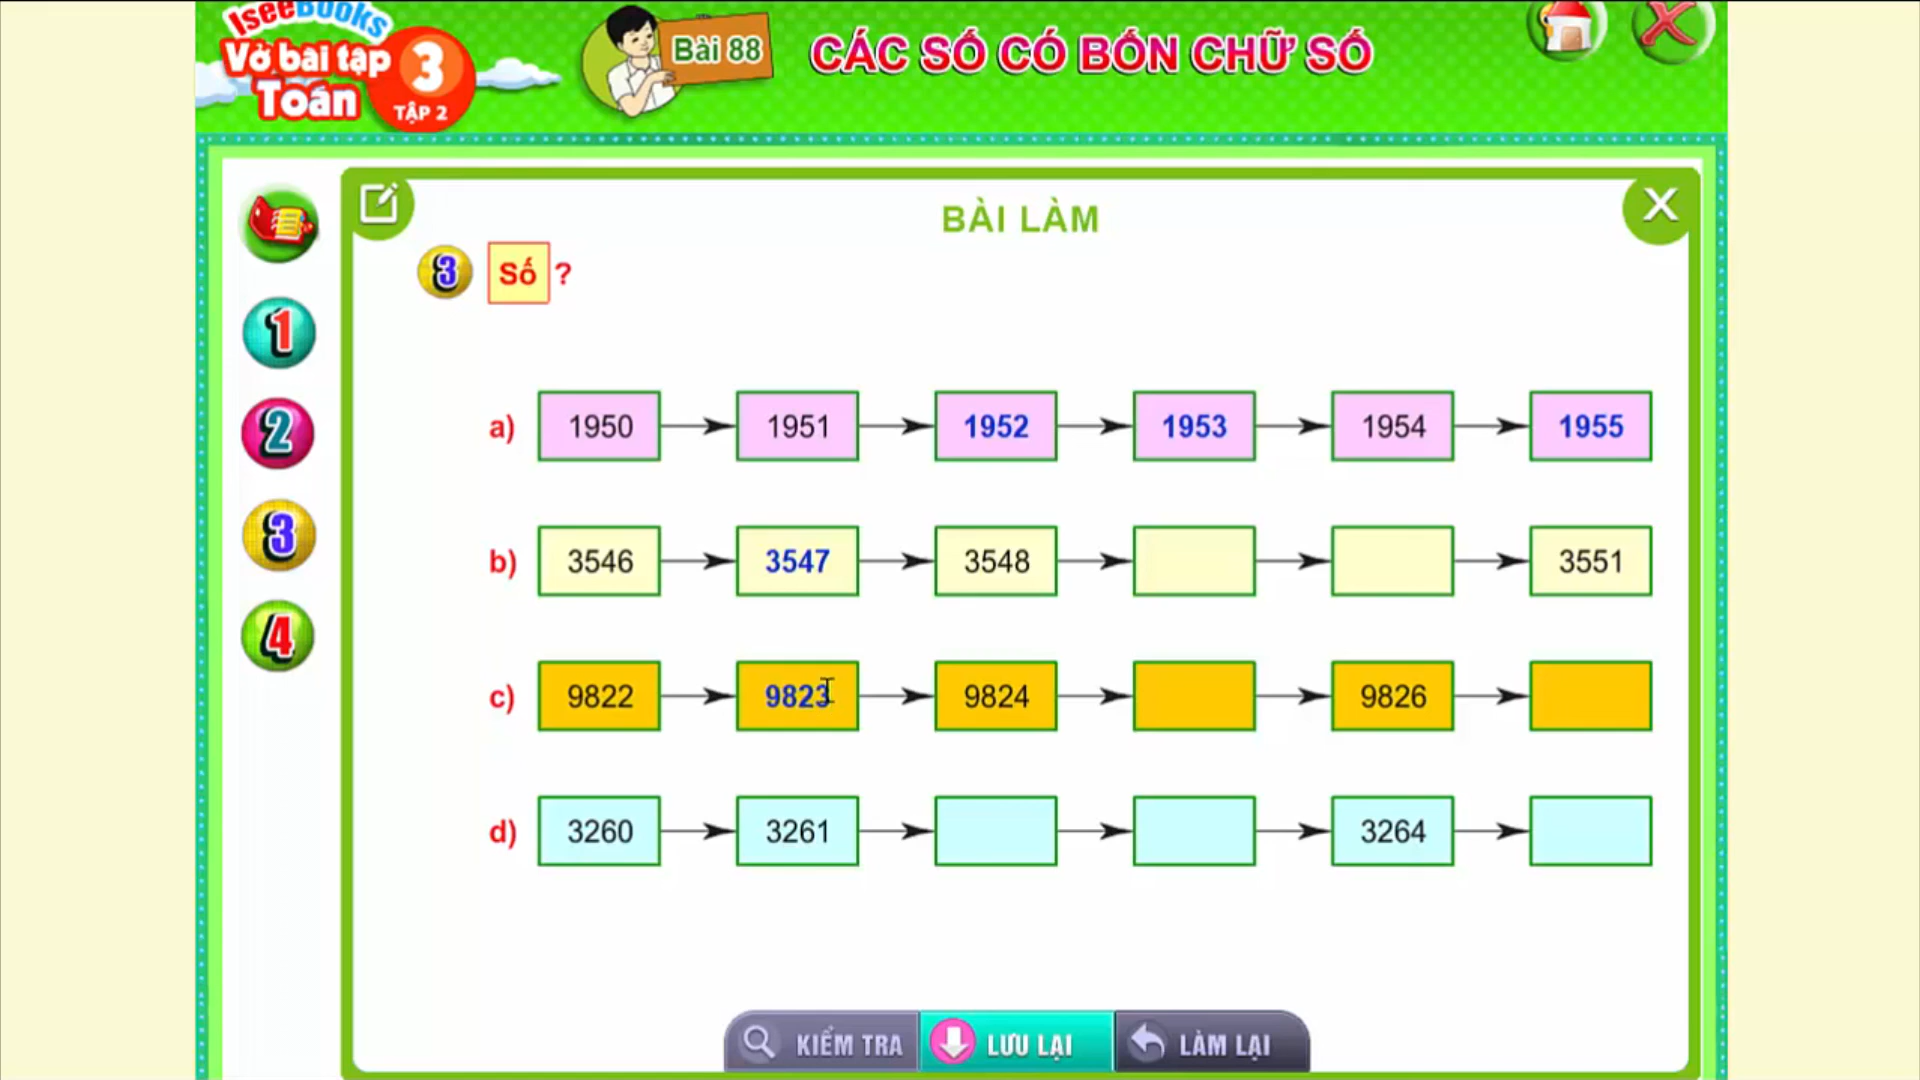 IseeBooks
Vở bài tập
Toán
3
TẬP 2
Bài 88
CÁC SỐ CÓ BỐN CHỮ SỐ
BÀI LÀM
3 Số ?
1
2
3
4
a) 1950 1951 1952 1953 1954 1955
b) 3546 3547 3548 3551
c) 9822 9823 9824 9826
d) 3260 3261 3264
KIỂM TRA LƯU LẠI LÀM LẠI